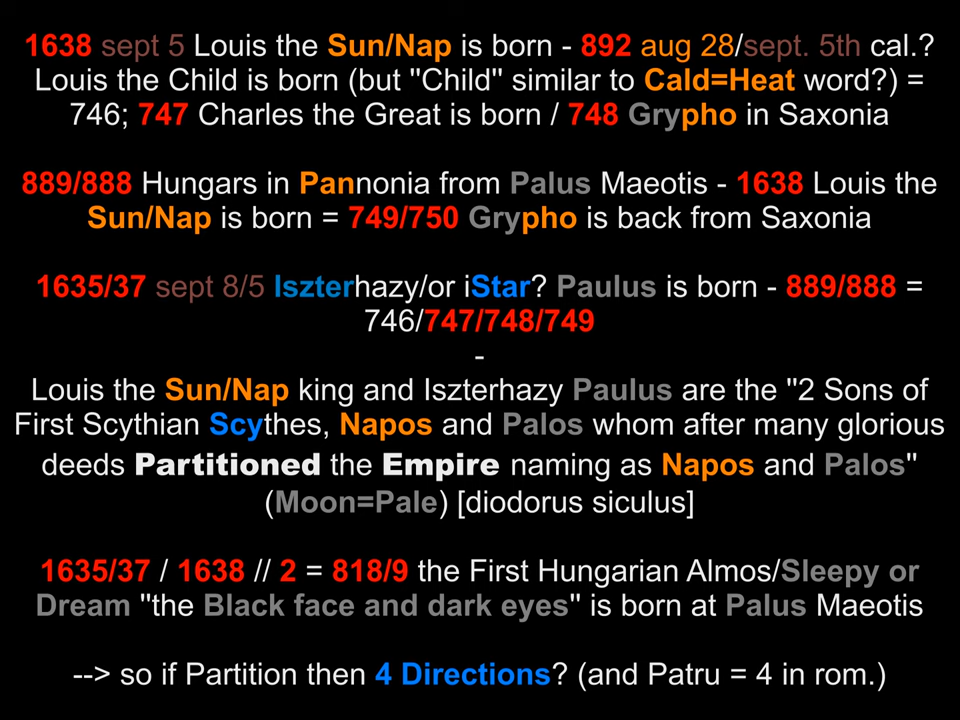 1638 sept 5 Louis the Sun/Nap is born - 892 aug 28/sept. 5th cal.?
Louis the Child is born (but "Child" similar to Cald=Heat word?) =
746; 747 Charles the Great is born / 748 Grypho in Saxonia
889/888 Hungars in Pannonia from Palus Maeotis - 1638 Louis the
Sun/Nap is born = 749/750 Grypho is back from Saxonia
1635/37 sept 8/5 Iszterhazy/or iStar? Paulus is born - 889/888 =
746/747/748/749
-
Louis the Sun/Nap king and Iszterhazy Paulus are the "2 Sons of
First Scythian Scythes, Napos and Palos whom after many glorious
deeds Partitioned the Empire naming as Napos and Palos"
(Moon=Pale) [diodorus siculus]
1635/37 / 1638 // 2 = 818/9 the First Hungarian Almos/Sleepy or
Dream "the Black face and dark eyes" is born at Palus Maeotis
--> so if Partition then 4 Directions? (and Patru = 4 in rom.)